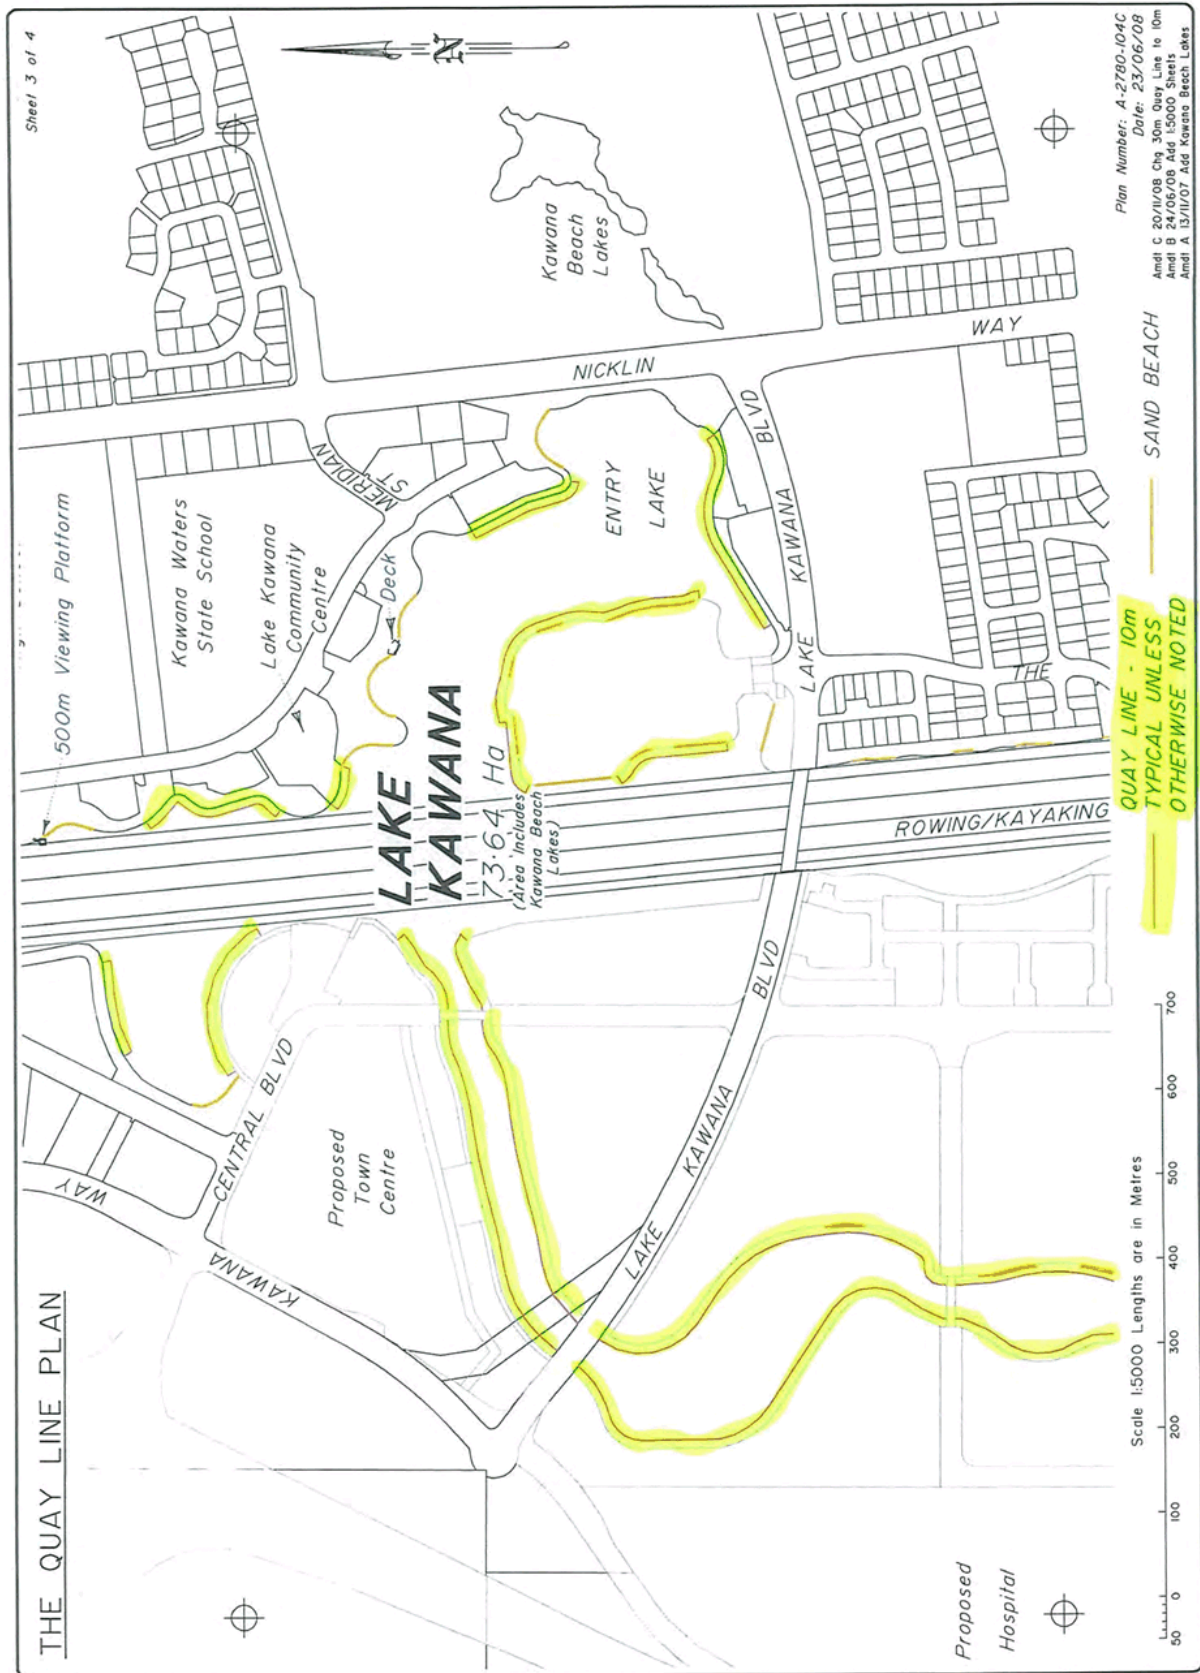 THE QUAY LINE PLAN
Sheet 3 of 4
N
500m Viewing Platform
Kawana Waters
State School
Lake Kawana
Community
Centre
MERIDIAN
ST
Deck
NICKLIN
WAY
Kawana
Beach
Lakes
ENTRY
LAKE
LAKE
KAWANA
73·64 Ha
(Area Includes
Kawana Beach
Lakes)
WAY
KAWANA
CENTRAL BLVD
Proposed
Town
Centre
LAKE
KAWANA
BLVD
LAKE
KAWANA
BLVD
THE
ROWING/KAYAKING
Proposed
Hospital
Scale 1:5000 Lengths are in Metres
50 0 100 200 300 400 500 600 700
QUAY LINE - 10m
TYPICAL UNLESS
OTHERWISE NOTED
SAND BEACH
Plan Number: A-2780-104C
Date: 23/06/08
Amdt C 20/11/08 Chg 30m Quay Line to 10m
Amdt B 24/06/08 Add 1:5000 Sheets
Amdt A 13/11/07 Add Kawana Beach Lakes